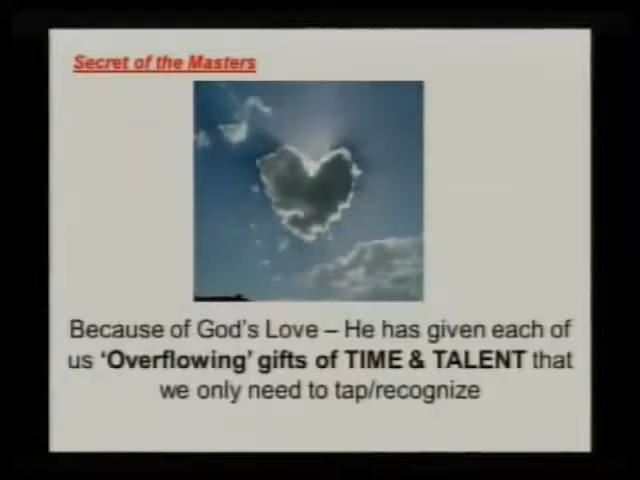 Secret of the Masters
Because of God's Love – He has given each of
us 'Overflowing' gifts of TIME & TALENT that
we only need to tap/recognize